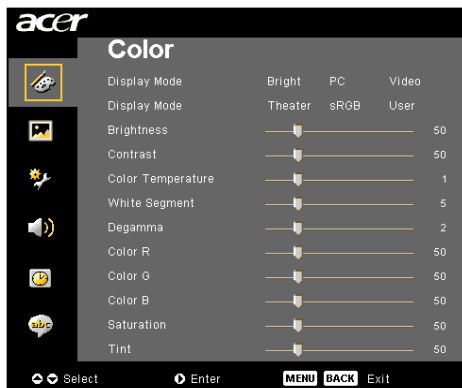 acer
Color
Display Mode Bright PC Video
Display Mode Theater sRGB User
Brightness 50
Contrast 50
Color Temperature 1
White Segment 5
Degamma 2
Color R 50
Color G 50
Color B 50
Saturation 50
Tint 50
abc
Select Enter MENU BACK Exit